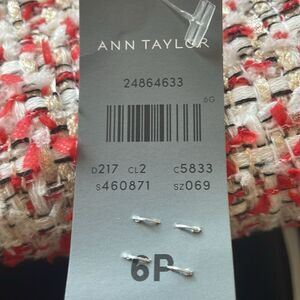 ANN TAYLOR
24864633
6G
D217 CL2 C5833
S460871 SZ069
6P